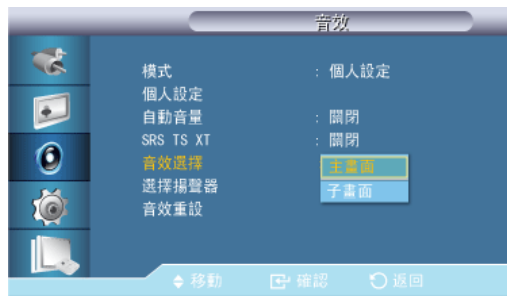 音效
模式 : 個人設定
個人設定
自動音量 : 關閉
SRS TS XT : 關閉
音效選擇 主畫面
選擇揚聲器 子畫面
音效重設
移動 確認 返回